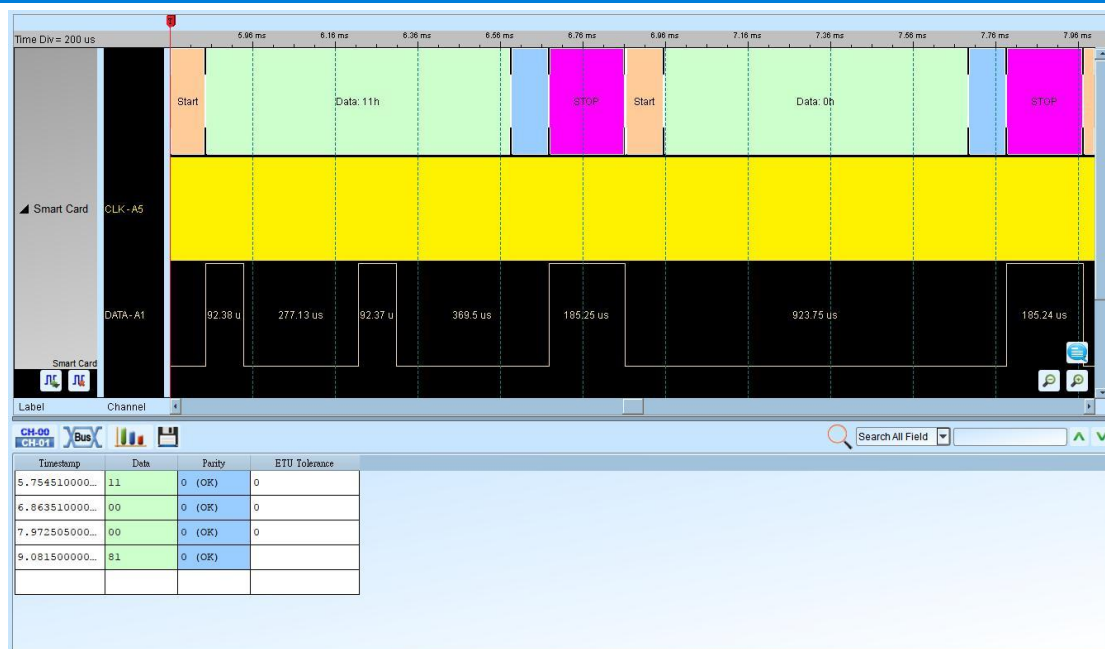 Time Div = 200 us
5.96 ms 6.16 ms 6.36 ms 6.56 ms 6.76 ms 6.96 ms 7.16 ms 7.36 ms 7.56 ms 7.76 ms 7.96 ms
Start Data: 11h STOP Start Data: 0h STOP
Smart Card CLK-A5
DATA-A1 92.38 u 277.13 us 92.37 u 369.5 us 185.25 us 923.75 us 185.24 us
Smart Card
Label Channel
CH-00
CH-01 Bus Search All Field
Timestamp Data Parity ETU Tolerance
5.754510000... 11 0 (OK) 0
6.863510000... 00 0 (OK) 0
7.972505000... 00 0 (OK) 0
9.081500000... 81 0 (OK)